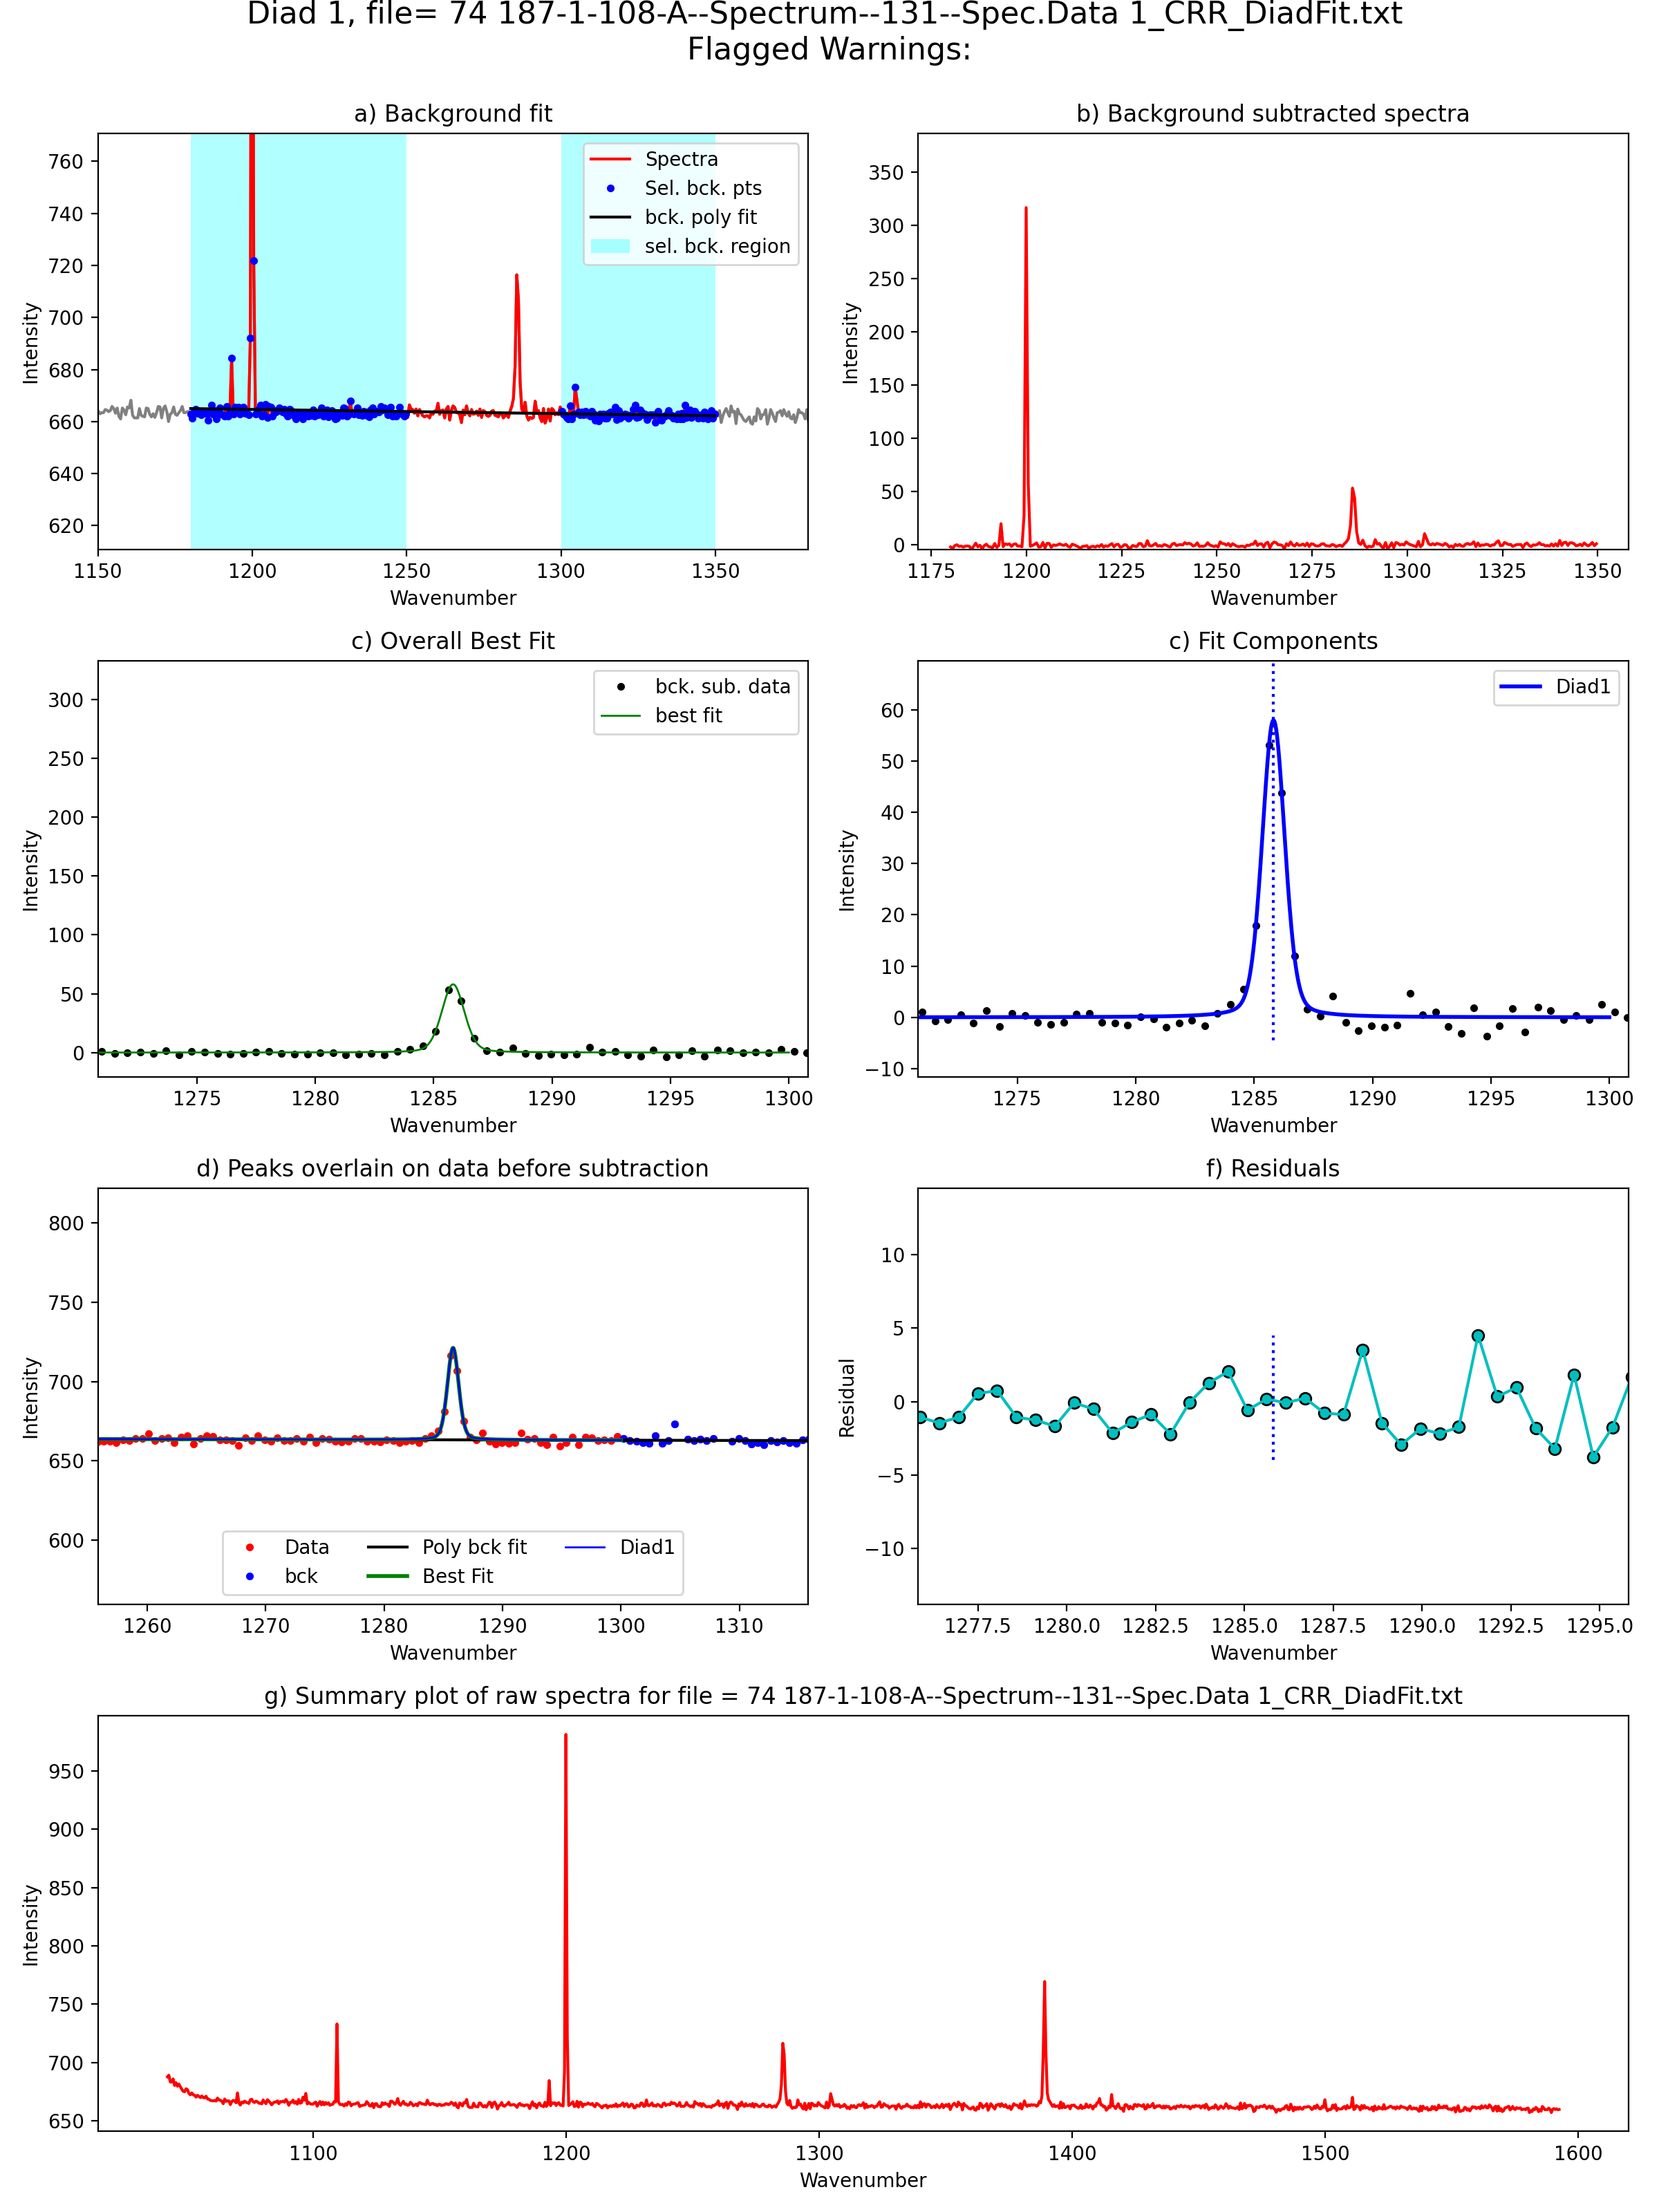 Diad 1, file= 74 187-1-108-A--Spectrum--131--Spec.Data 1_CRR_DiadFit.txt
Flagged Warnings:
a) Background fit
760
740
720
700
680
660
640
620
Intensity
Spectra
Sel. bck. pts
bck. poly fit
sel. bck. region
1150 1200 1250 1300 1350
Wavenumber
b) Background subtracted spectra
350
300
250
200
150
100
50
0
Intensity
1175 1200 1225 1250 1275 1300 1325 1350
Wavenumber
c) Overall Best Fit
300
250
200
150
100
50
0
Intensity
bck. sub. data
best fit
1275 1280 1285 1290 1295 1300
Wavenumber
c) Fit Components
60
50
40
30
20
10
0
−10
Intensity
Diad1
1275 1280 1285 1290 1295 1300
Wavenumber
d) Peaks overlain on data before subtraction
800
750
700
650
600
Intensity
Data
bck
Poly bck fit
Best Fit
Diad1
1260 1270 1280 1290 1300 1310
Wavenumber
f) Residuals
10
5
0
−5
−10
Residual
1277.5 1280.0 1282.5 1285.0 1287.5 1290.0 1292.5 1295.0
Wavenumber
g) Summary plot of raw spectra for file = 74 187-1-108-A--Spectrum--131--Spec.Data 1_CRR_DiadFit.txt
950
900
850
800
750
700
650
Intensity
1100 1200 1300 1400 1500 1600
Wavenumber